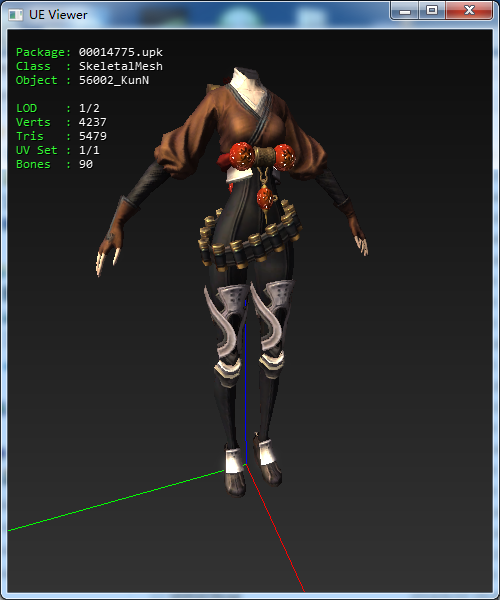 UE Viewer
Package: 00014775.upk
Class : SkeletalMesh
Object : 56002_KunN
LOD : 1/2
Verts : 4237
Tris : 5479
UV Set : 1/1
Bones : 90